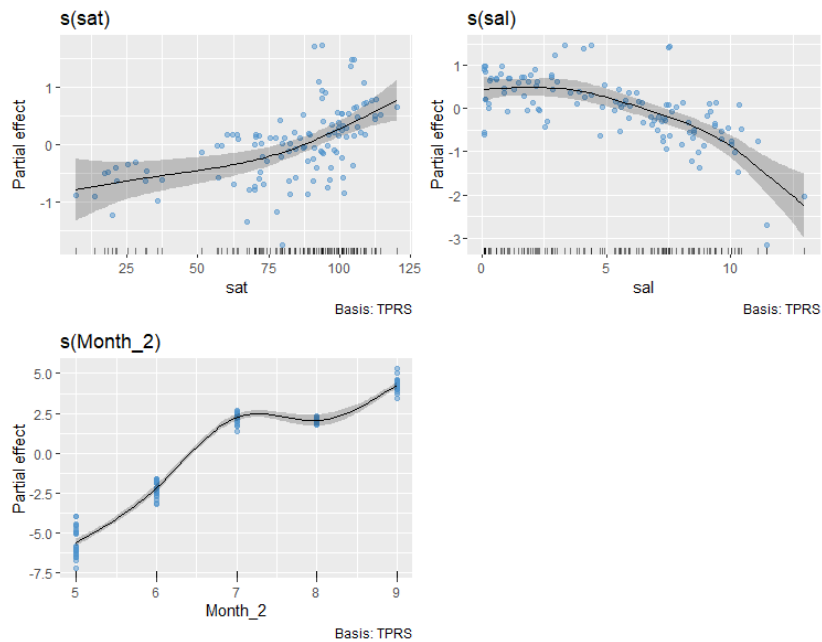 s(sat)
Partial effect
1
0
-1
25
50
75
100
125
sat
Basis: TPRS
s(sal)
Partial effect
1
0
-1
-2
-3
0
5
10
sal
Basis: TPRS
s(Month_2)
Partial effect
5.0
2.5
0.0
-2.5
-5.0
-7.5
5
6
7
8
9
Month_2
Basis: TPRS